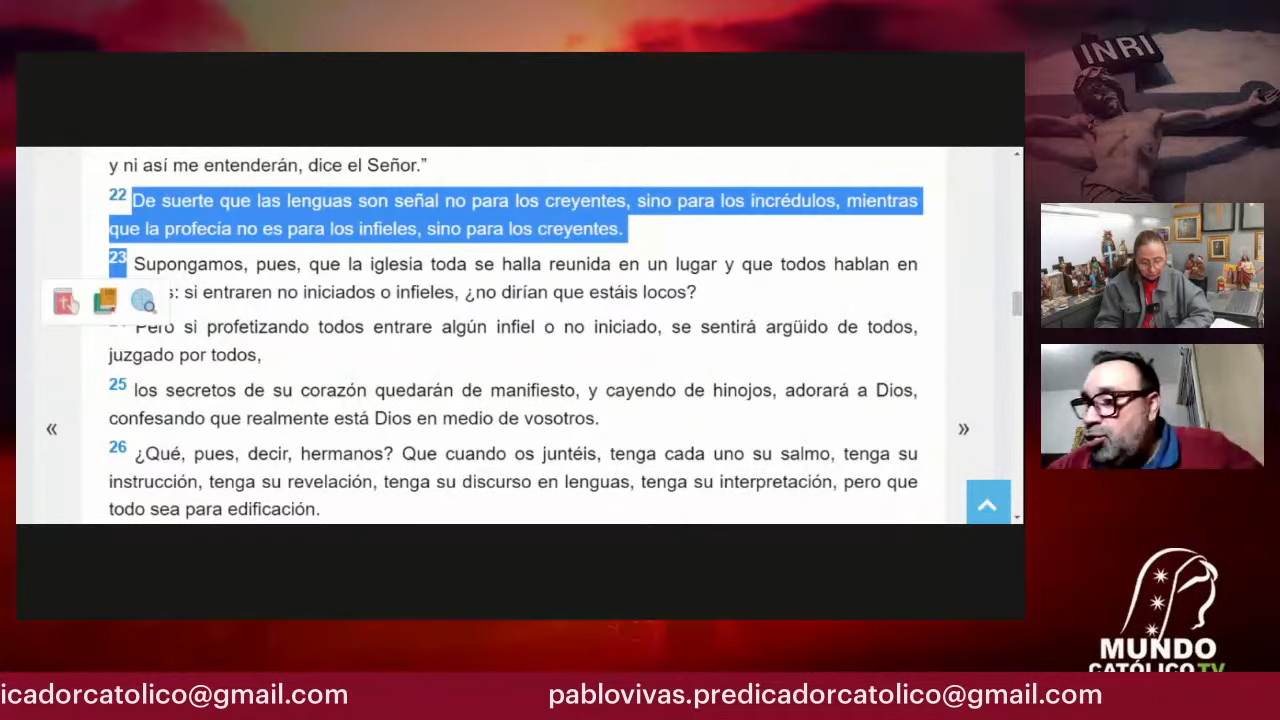 INRI
y ni así me entenderán, dice el Señor.”
22 De suerte que las lenguas son señal no para los creyentes, sino para los incrédulos, mientras
que la profecía no es para los infieles, sino para los creyentes.
23 Supongamos, pues, que la iglesia toda se halla reunida en un lugar y que todos hablan en
s: si entraren no iniciados o infieles, ¿no dirían que estáis locos?
Pero si profetizando todos entrare algún infiel o no iniciado, se sentirá argüido de todos,
juzgado por todos,
25 los secretos de su corazón quedarán de manifiesto, y cayendo de hinojos, adorará a Dios,
confesando que realmente está Dios en medio de vosotros.
26 ¿Qué, pues, decir, hermanos? Que cuando os juntéis, tenga cada uno su salmo, tenga su
instrucción, tenga su revelación, tenga su discurso en lenguas, tenga su interpretación, pero que
todo sea para edificación.
«
»
MUNDO
CATÓLICO TV
icadorcatolico@gmail.com pablovivas.predicadorcatolico@gmail.com